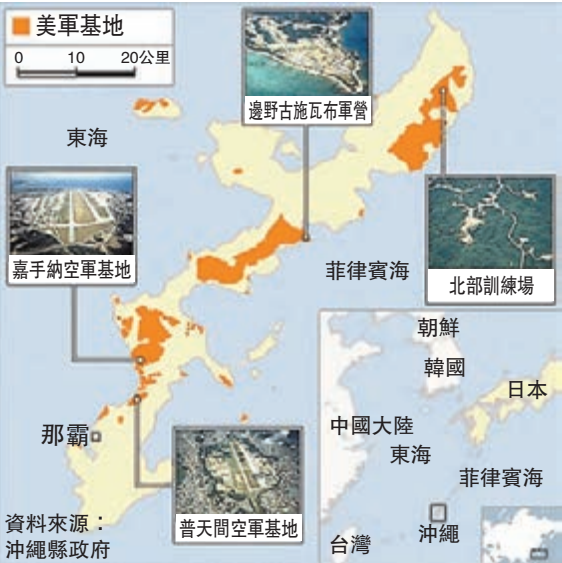 美軍基地
0 10 20公里
邊野古施瓦布軍營
東海
嘉手納空軍基地
菲律賓海
北部訓練場
那霸
普天間空軍基地
資料來源：
沖繩縣政府
朝鮮
韓國
日本
中國大陸
東海
菲律賓海
沖繩
台灣